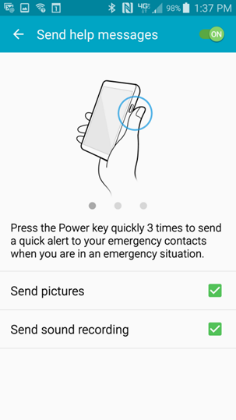 4G 98% 1:37 PM
Send help messages ON
Press the Power key quickly 3 times to send
a quick alert to your emergency contacts
when you are in an emergency situation.
Send pictures
Send sound recording